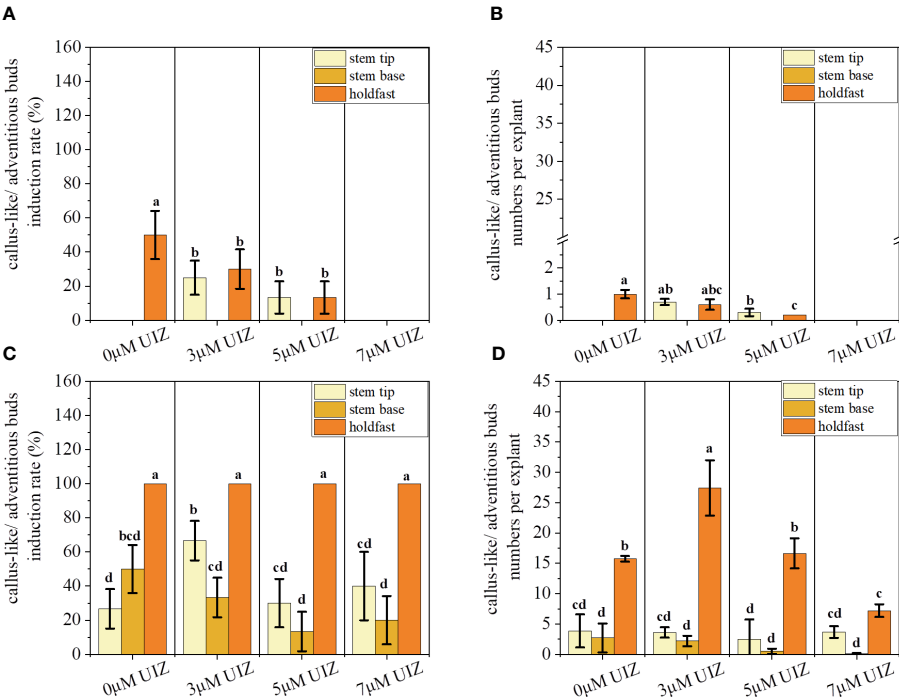 A
callus-like/ adventitious buds
induction rate (%)
160
140
120
100
80
60
40
20
0
stem tip
stem base
holdfast
a
b
b
b
b
0μM UIZ
3μM UIZ
5μM UIZ
7μM UIZ
B
callus-like/ adventitious buds
numbers per explant
45
40
35
30
25
2
1
0
stem tip
stem base
holdfast
a
ab
abc
b
c
0μM UIZ
3μM UIZ
5μM UIZ
7μM UIZ
C
callus-like/ adventitious buds
induction rate (%)
160
140
120
100
80
60
40
20
0
stem tip
stem base
holdfast
d
bcd
a
b
cd
a
d
d
a
cd
d
a
0μM UIZ
3μM UIZ
5μM UIZ
7μM UIZ
D
callus-like/ adventitious buds
numbers per explant
45
40
35
30
25
20
15
10
5
0
stem tip
stem base
holdfast
cd
d
b
cd
d
a
d
d
b
cd
d
c
0μM UIZ
3μM UIZ
5μM UIZ
7μM UIZ